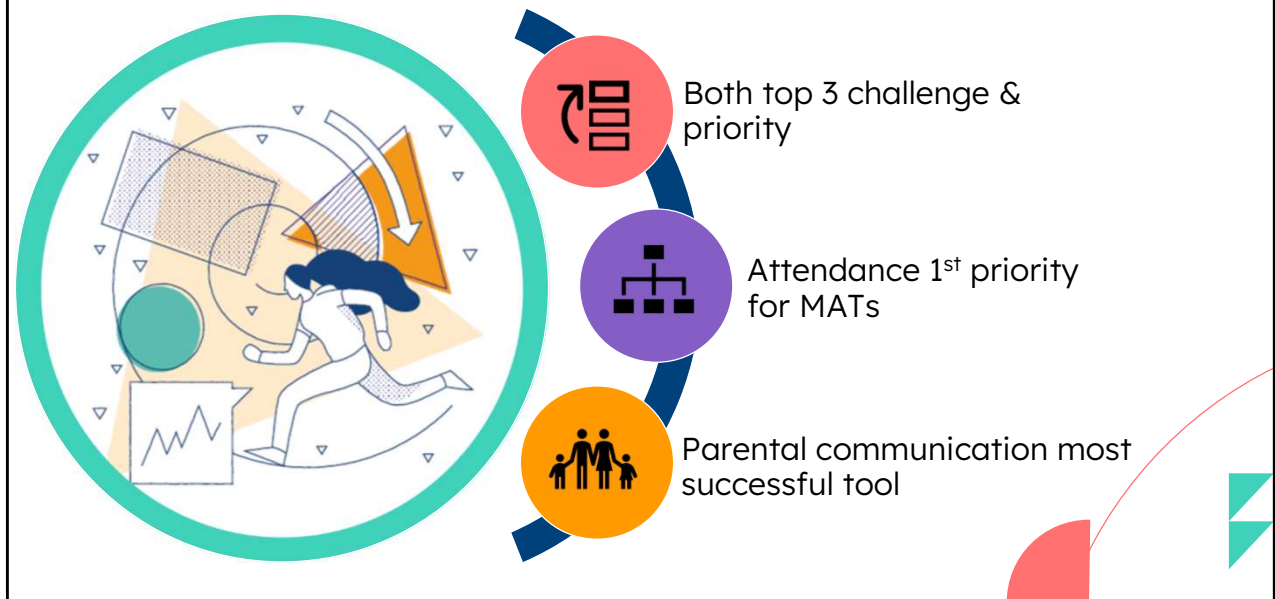 Both top 3 challenge &
priority
Attendance 1st priority
for MATs
Parental communication most
successful tool